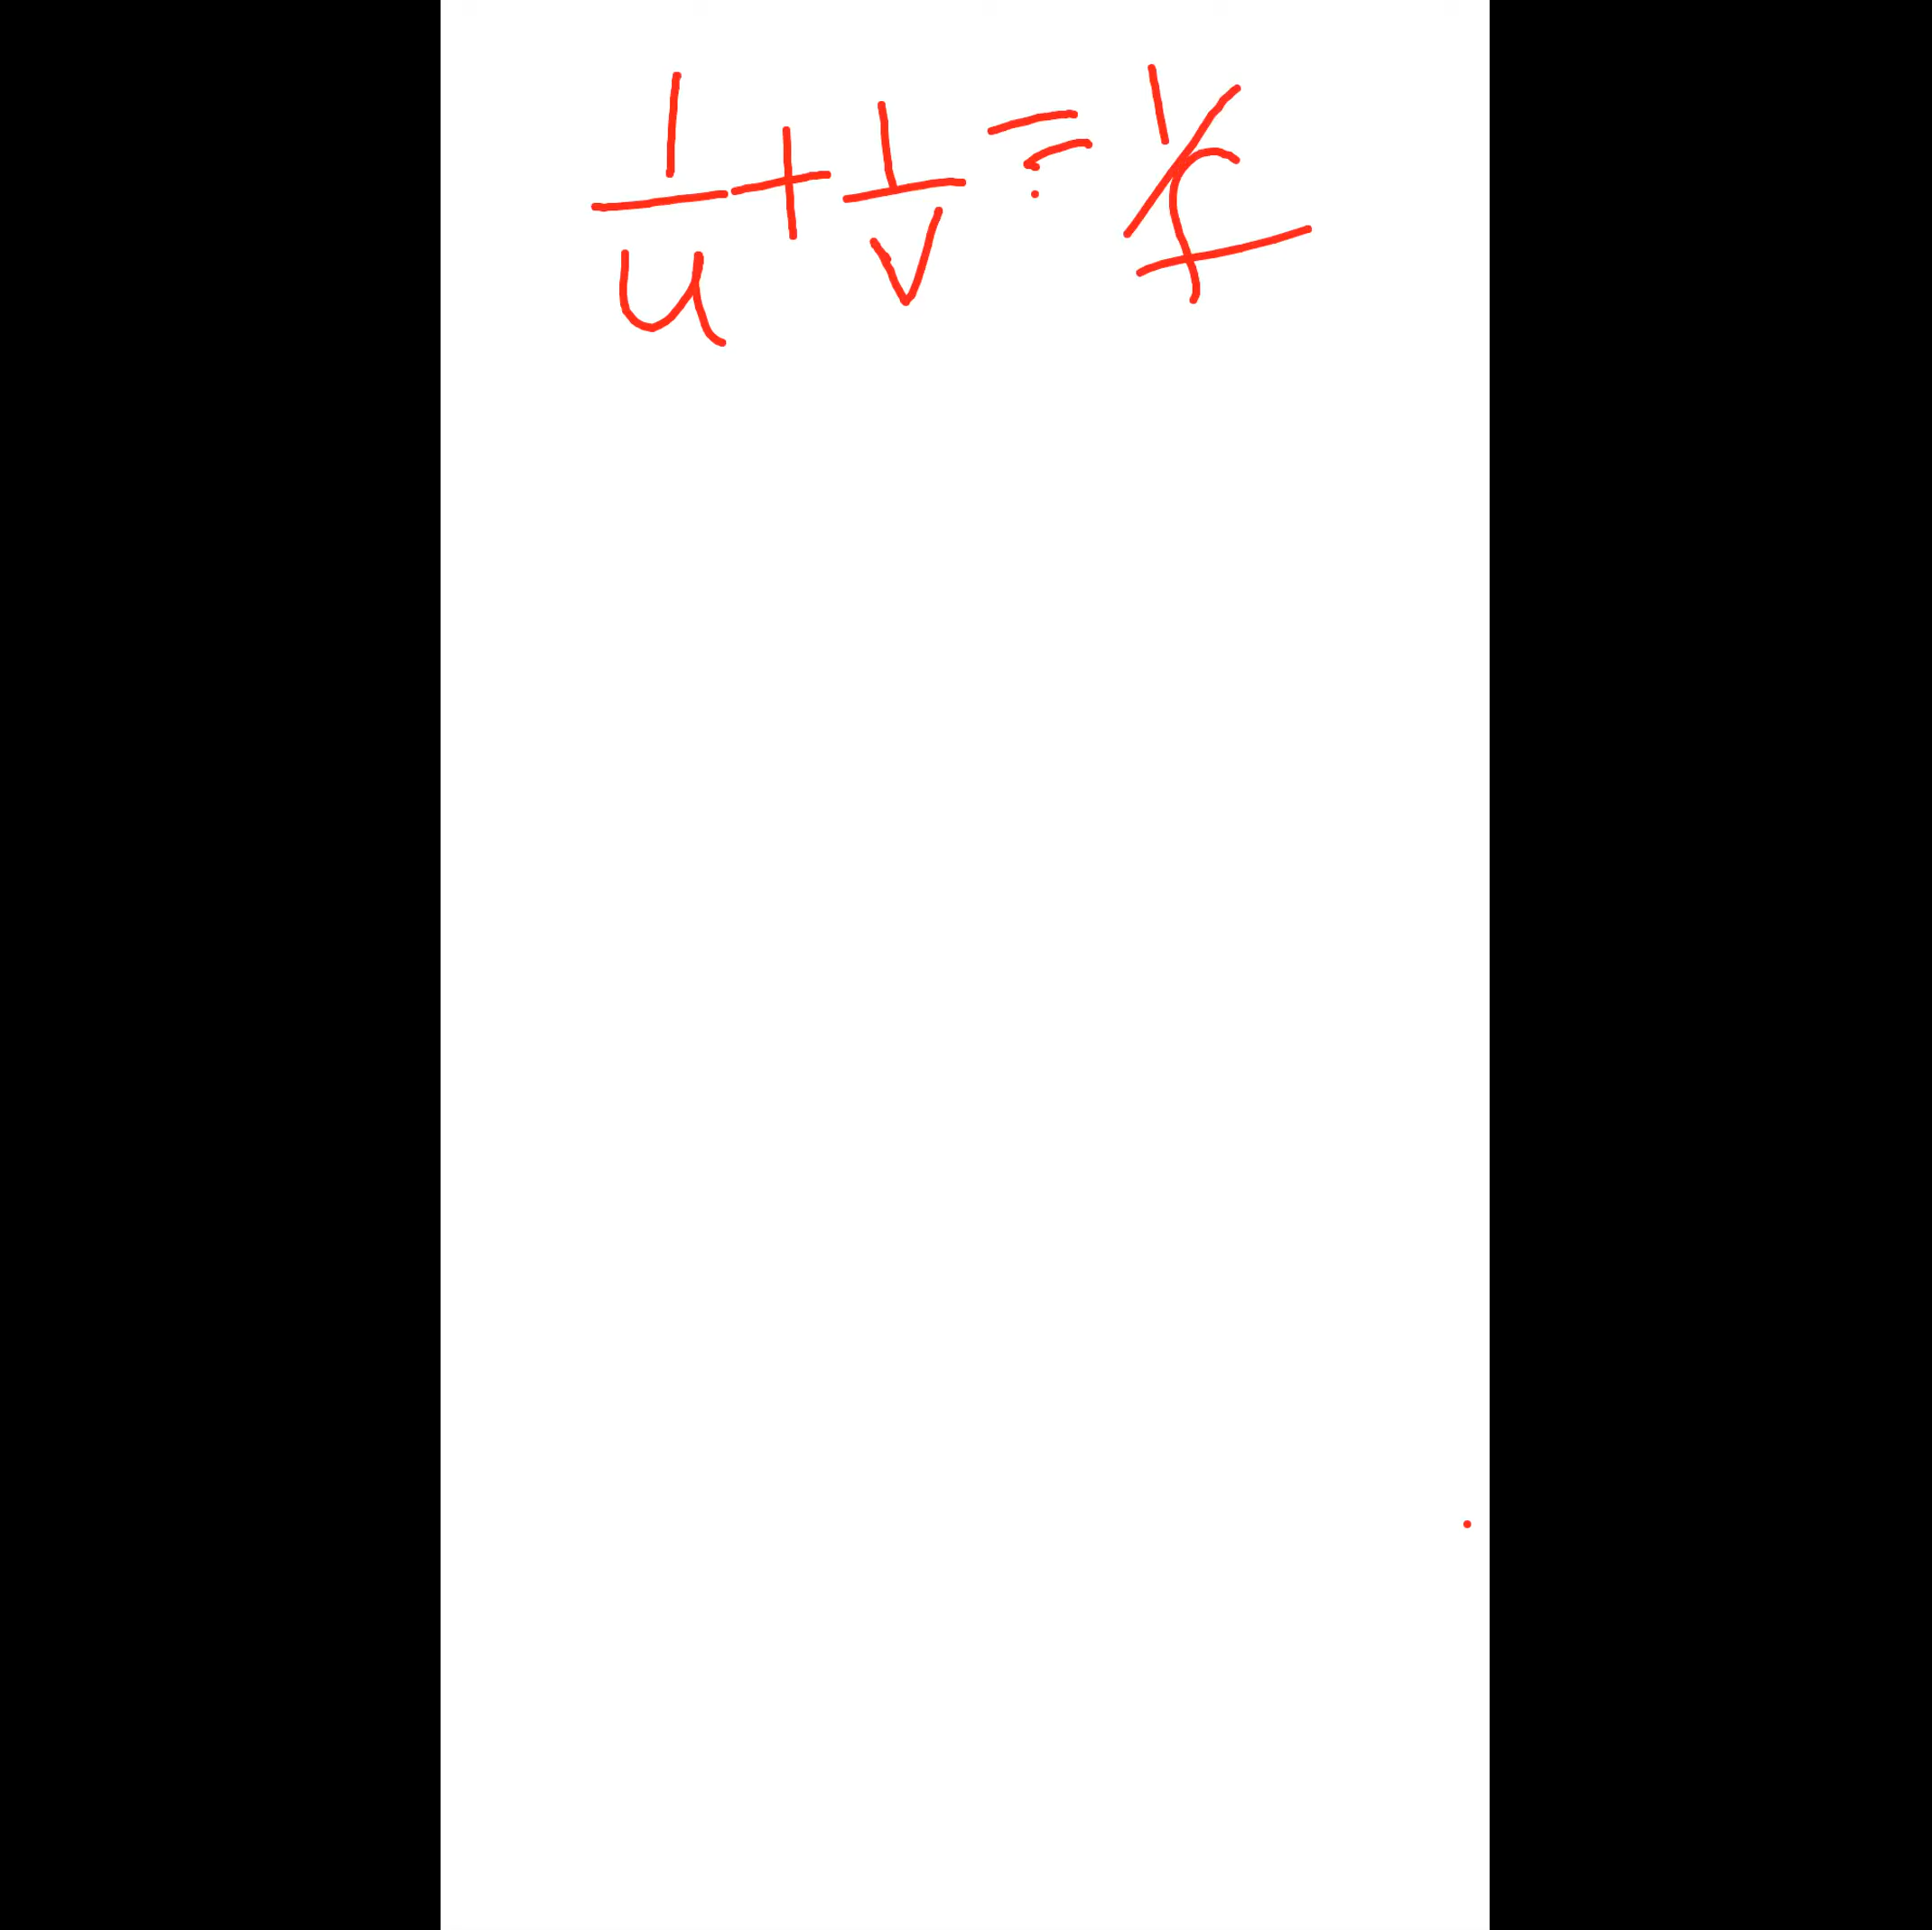 1/u + 1/v = 1/f